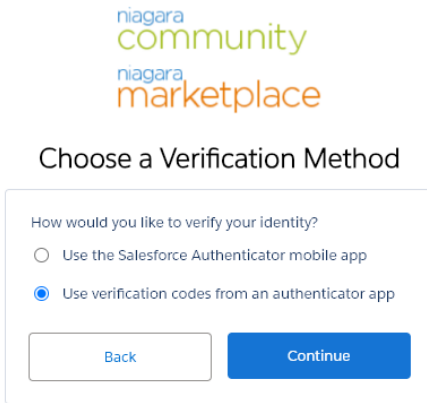 niagara
community
niagara
marketplace
Choose a Verification Method
How would you like to verify your identity?
Use the Salesforce Authenticator mobile app
Use verification codes from an authenticator app
Back
Continue